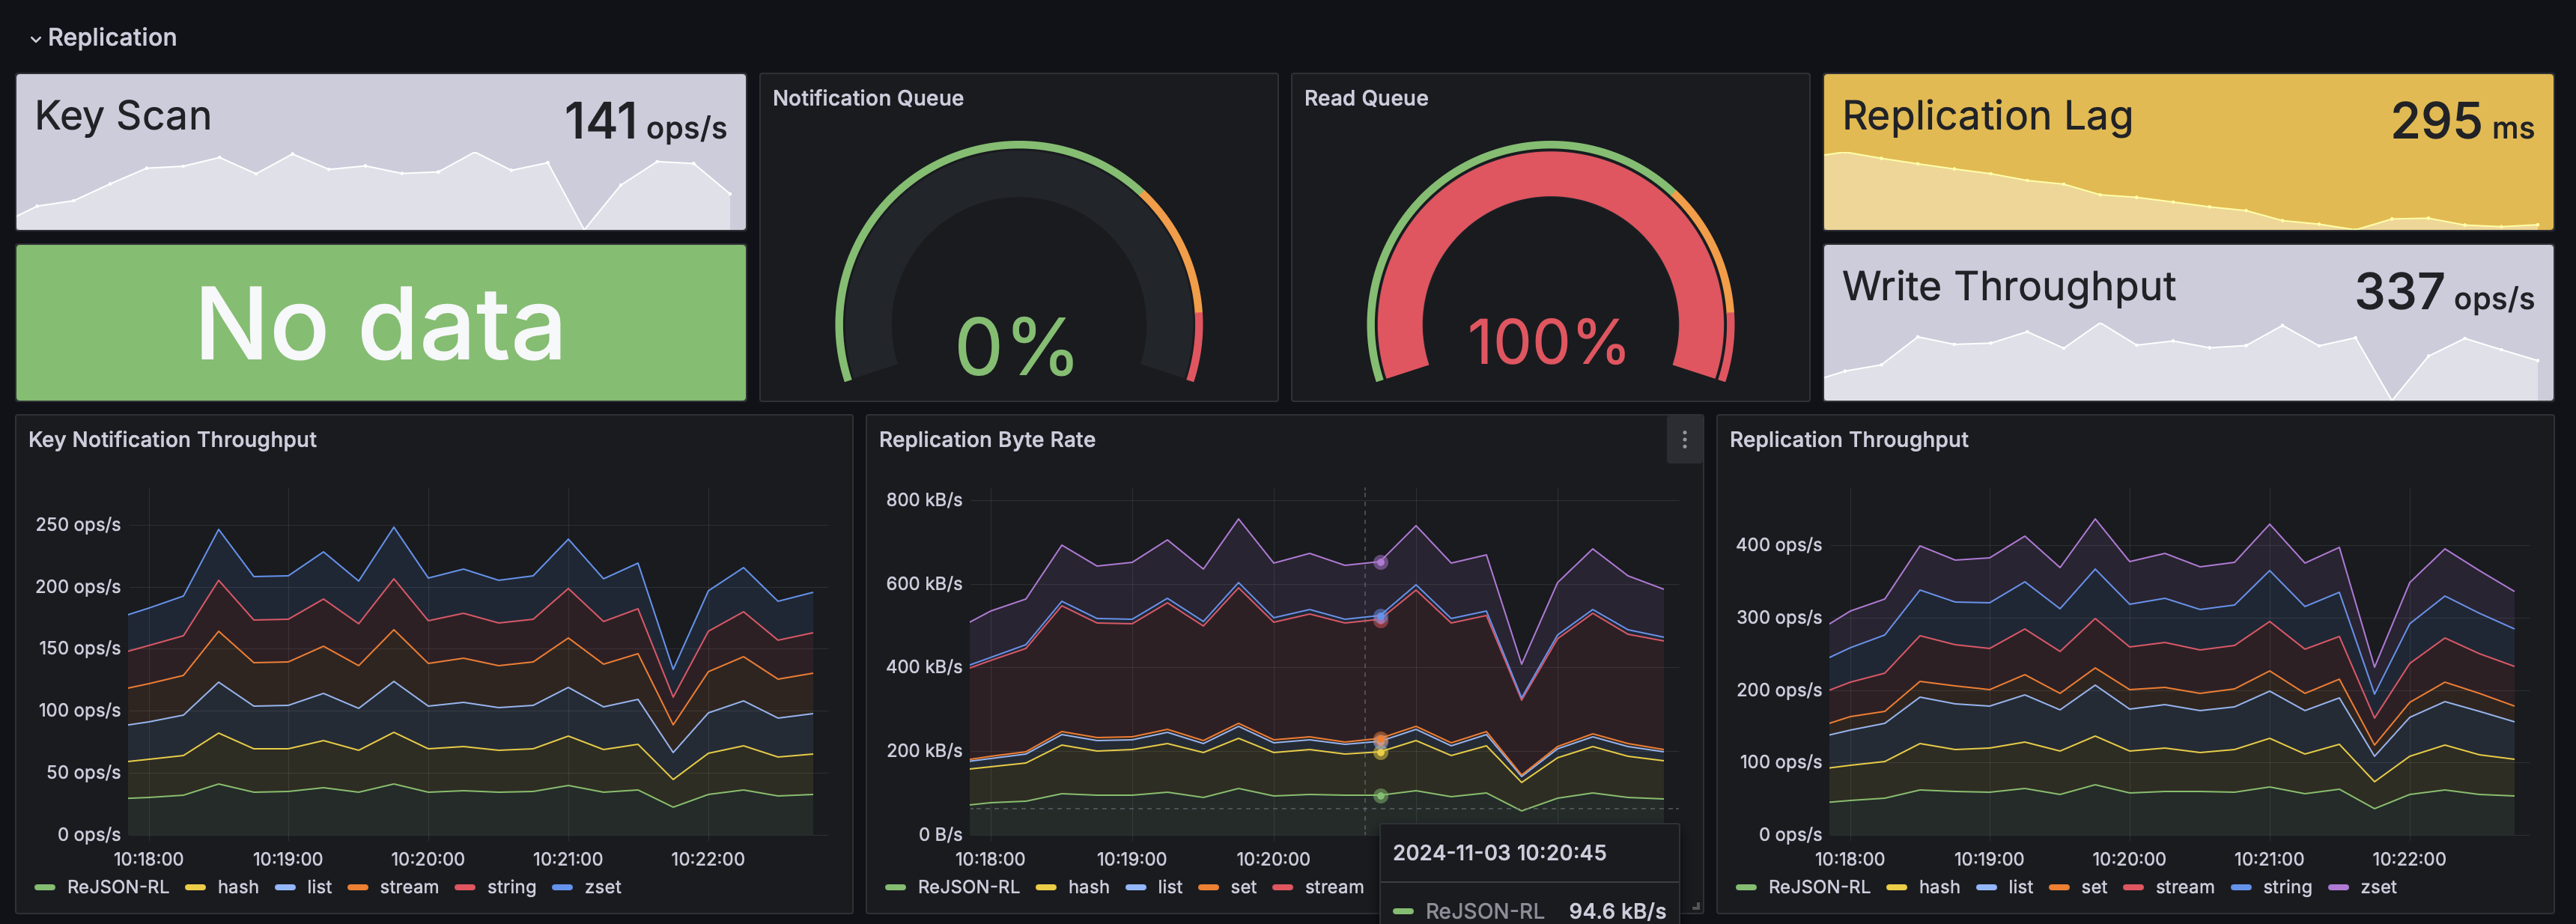 Replication
Key Scan 141 ops/s
No data
Notification Queue
0%
Read Queue
100%
Replication Lag 295 ms
Write Throughput 337 ops/s
Key Notification Throughput
250 ops/s
200 ops/s
150 ops/s
100 ops/s
50 ops/s
0 ops/s
10:18:00 10:19:00 10:20:00 10:21:00 10:22:00
ReJSON-RL hash list stream string zset
Replication Byte Rate
800 kB/s
600 kB/s
400 kB/s
200 kB/s
0 B/s
10:18:00 10:19:00 10:20:00
ReJSON-RL hash list set stream
2024-11-03 10:20:45
ReJSON-RL 94.6 kB/s
Replication Throughput
400 ops/s
300 ops/s
200 ops/s
100 ops/s
0 ops/s
10:18:00 10:19:00 10:20:00 10:21:00 10:22:00
ReJSON-RL hash list set stream string zset